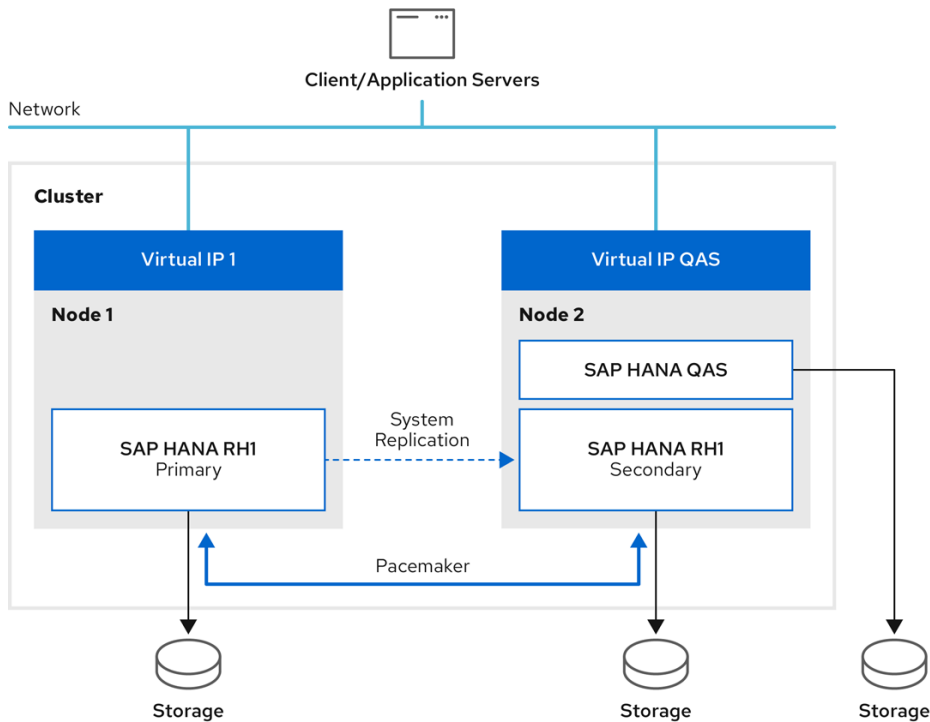 Client/Application Servers
Network
Cluster
Virtual IP 1
Virtual IP QAS
Node 1
Node 2
SAP HANA QAS
System
Replication
SAP HANA RH1
Primary
SAP HANA RH1
Secondary
Pacemaker
Storage
Storage
Storage